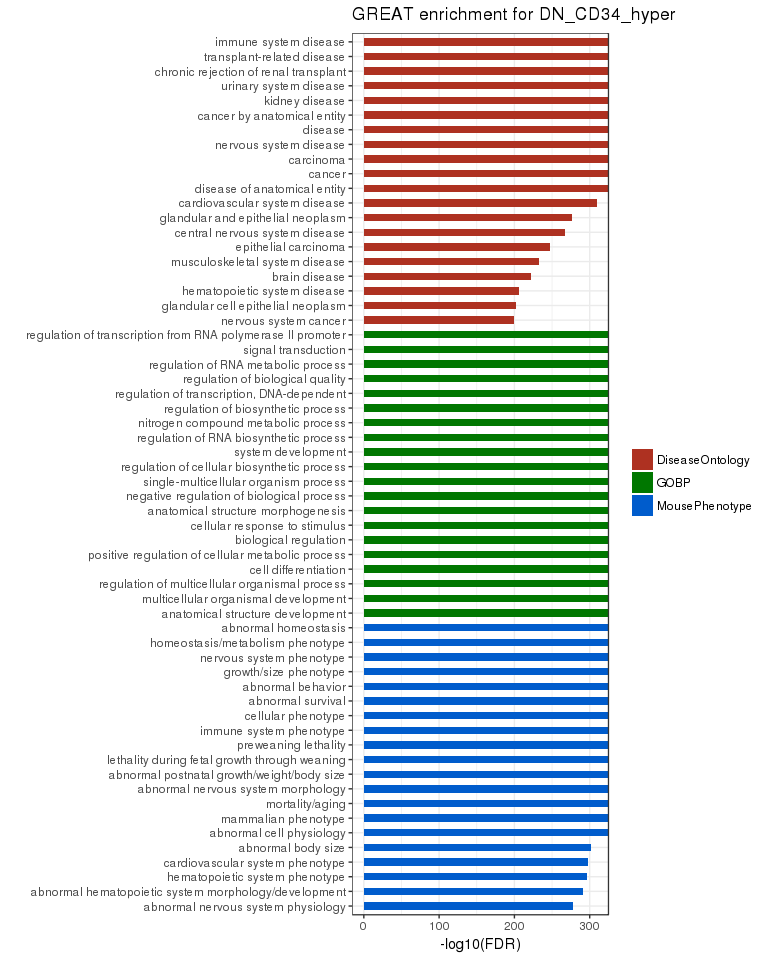 GREAT enrichment for DN_CD34_hyper
immune system disease
transplant-related disease
chronic rejection of renal transplant
urinary system disease
kidney disease
cancer by anatomical entity
disease
nervous system disease
carcinoma
cancer
disease of anatomical entity
cardiovascular system disease
glandular and epithelial neoplasm
central nervous system disease
epithelial carcinoma
musculoskeletal system disease
brain disease
hematopoietic system disease
glandular cell epithelial neoplasm
nervous system cancer
regulation of transcription from RNA polymerase II promoter
signal transduction
regulation of RNA metabolic process
regulation of biological quality
regulation of transcription, DNA-dependent
regulation of biosynthetic process
nitrogen compound metabolic process
regulation of RNA biosynthetic process
system development
regulation of cellular biosynthetic process
single-multicellular organism process
negative regulation of biological process
anatomical structure morphogenesis
cellular response to stimulus
biological regulation
positive regulation of cellular metabolic process
cell differentiation
regulation of multicellular organismal process
multicellular organismal development
anatomical structure development
abnormal homeostasis
homeostasis/metabolism phenotype
nervous system phenotype
growth/size phenotype
abnormal behavior
abnormal survival
cellular phenotype
immune system phenotype
preweaning lethality
lethality during fetal growth through weaning
abnormal postnatal growth/weight/body size
abnormal nervous system morphology
mortality/aging
mammalian phenotype
abnormal cell physiology
abnormal body size
cardiovascular system phenotype
hematopoietic system phenotype
abnormal hematopoietic system morphology/development
abnormal nervous system physiology
0 100 200 300
-log10(FDR)
DiseaseOntology
GOBP
MousePhenotype